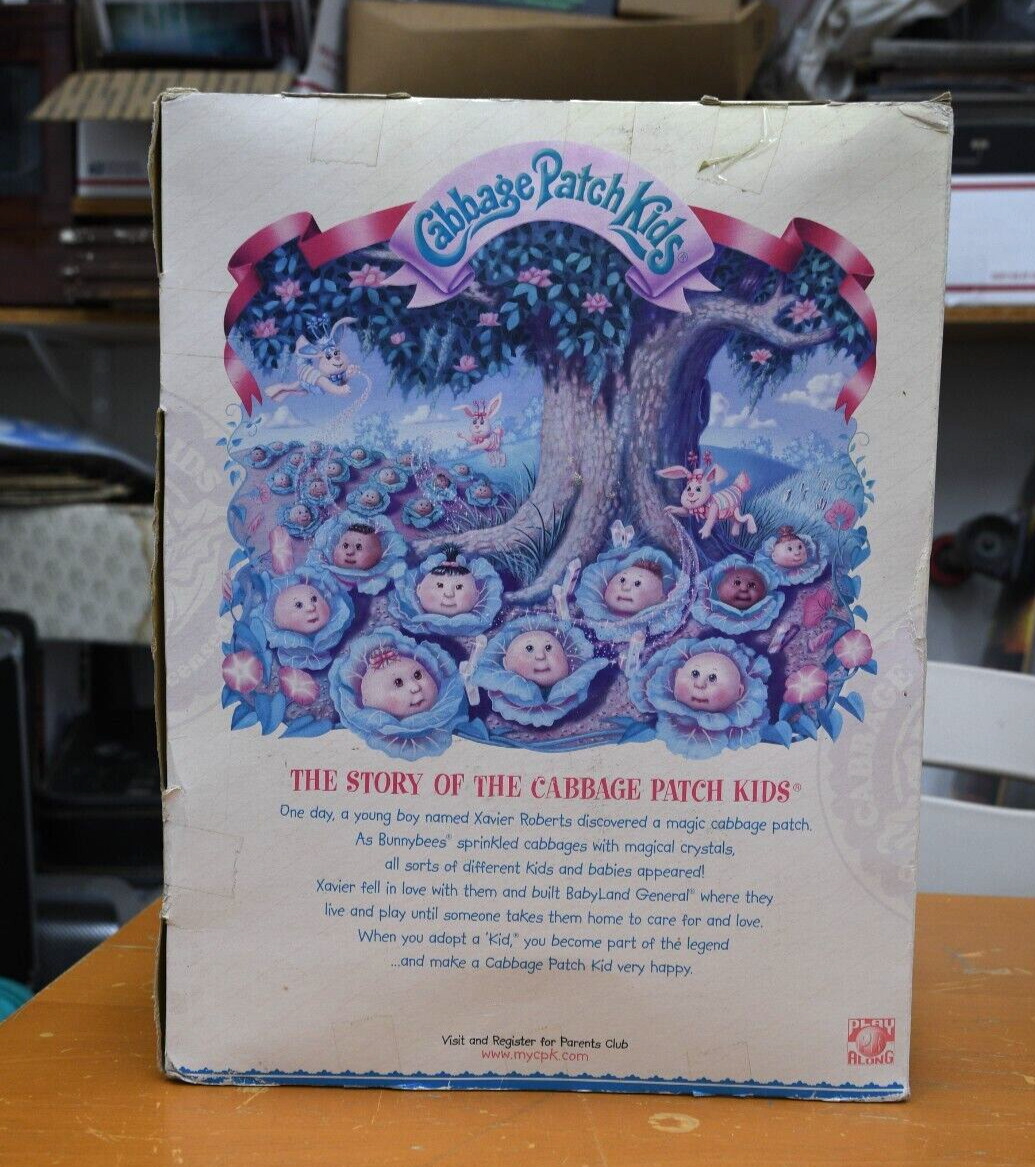 Cabbage Patch Kids®
THE STORY OF THE CABBAGE PATCH KIDS®
One day, a young boy named Xavier Roberts discovered a magic cabbage patch.
As Bunnybees® sprinkled cabbages with magical crystals,
all sorts of different Kids and babies appeared!
Xavier fell in love with them and built BabyLand General® where they
live and play until someone takes them home to care for and love.
When you adopt a 'Kid,® you become part of the legend
...and make a Cabbage Patch Kid very happy.
Visit and Register for Parents Club
www.mycpk.com
PLAY
ALONG
CABBAGE